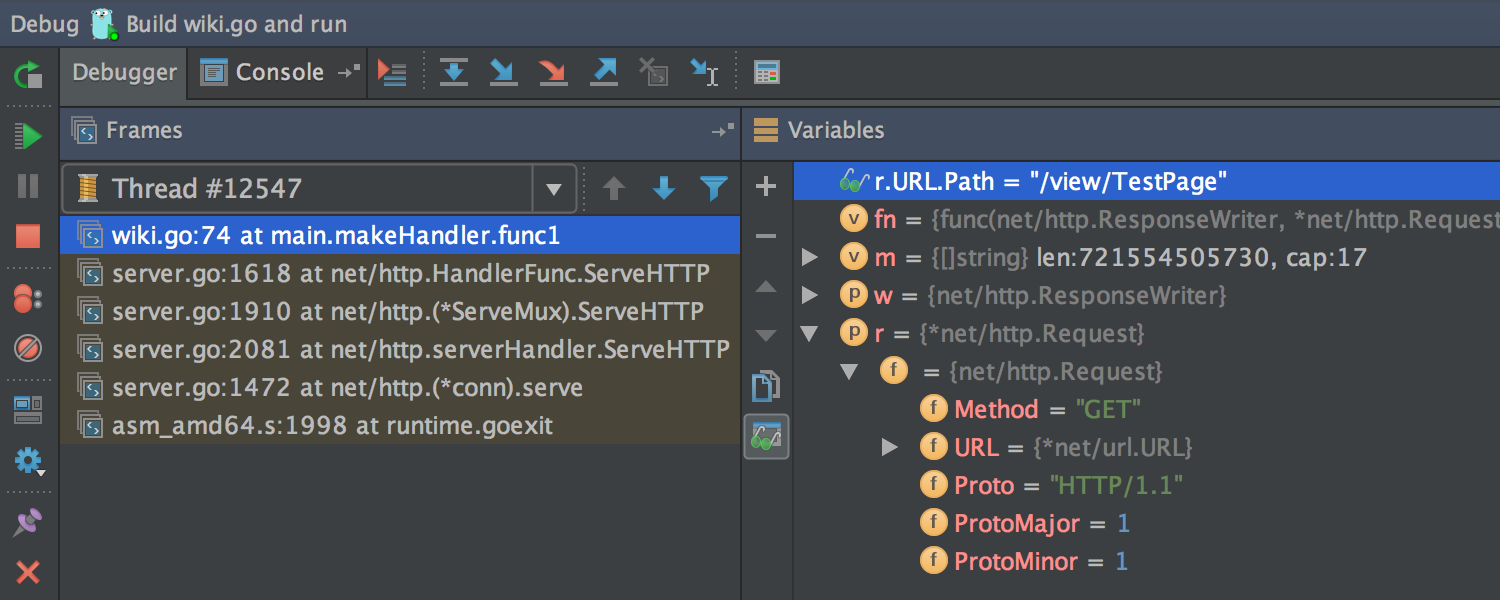 Debug Build wiki.go and run
Debugger Console
Frames
Thread #12547
wiki.go:74 at main.makeHandler.func1
server.go:1618 at net/http.HandlerFunc.ServeHTTP
server.go:1910 at net/http.(*ServeMux).ServeHTTP
server.go:2081 at net/http.serverHandler.ServeHTTP
server.go:1472 at net/http.(*conn).serve
asm_amd64.s:1998 at runtime.goexit
Variables
r.URL.Path = "/view/TestPage"
v fn = {func(net/http.ResponseWriter, *net/http.Request
v m = {[]string} len:721554505730, cap:17
p w = {net/http.ResponseWriter}
p r = {*net/http.Request}
f = {net/http.Request}
f Method = "GET"
f URL = {*net/url.URL}
f Proto = "HTTP/1.1"
f ProtoMajor = 1
f ProtoMinor = 1